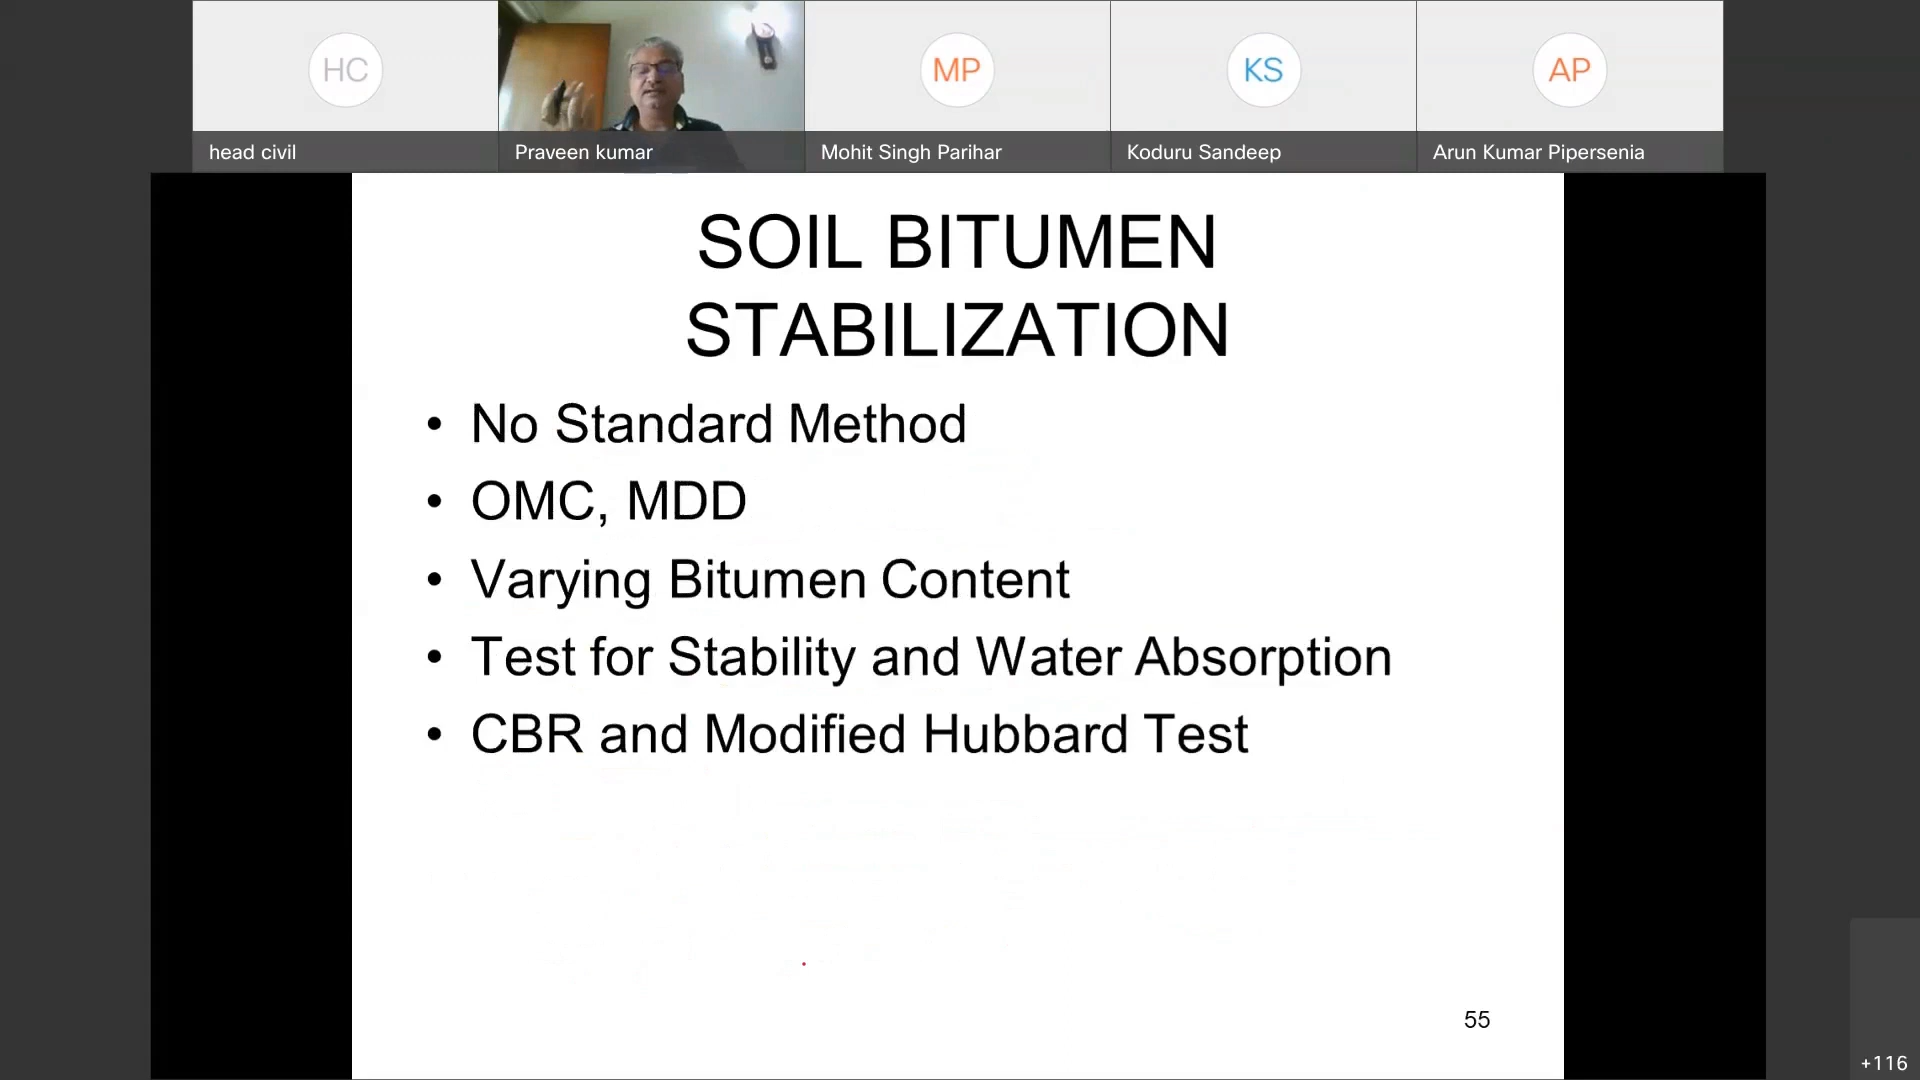 HC
MP
KS
AP
head civil
Praveen kumar
Mohit Singh Parihar
Koduru Sandeep
Arun Kumar Pipersenia
SOIL BITUMEN
STABILIZATION
• No Standard Method
• OMC, MDD
• Varying Bitumen Content
• Test for Stability and Water Absorption
• CBR and Modified Hubbard Test
55
+116